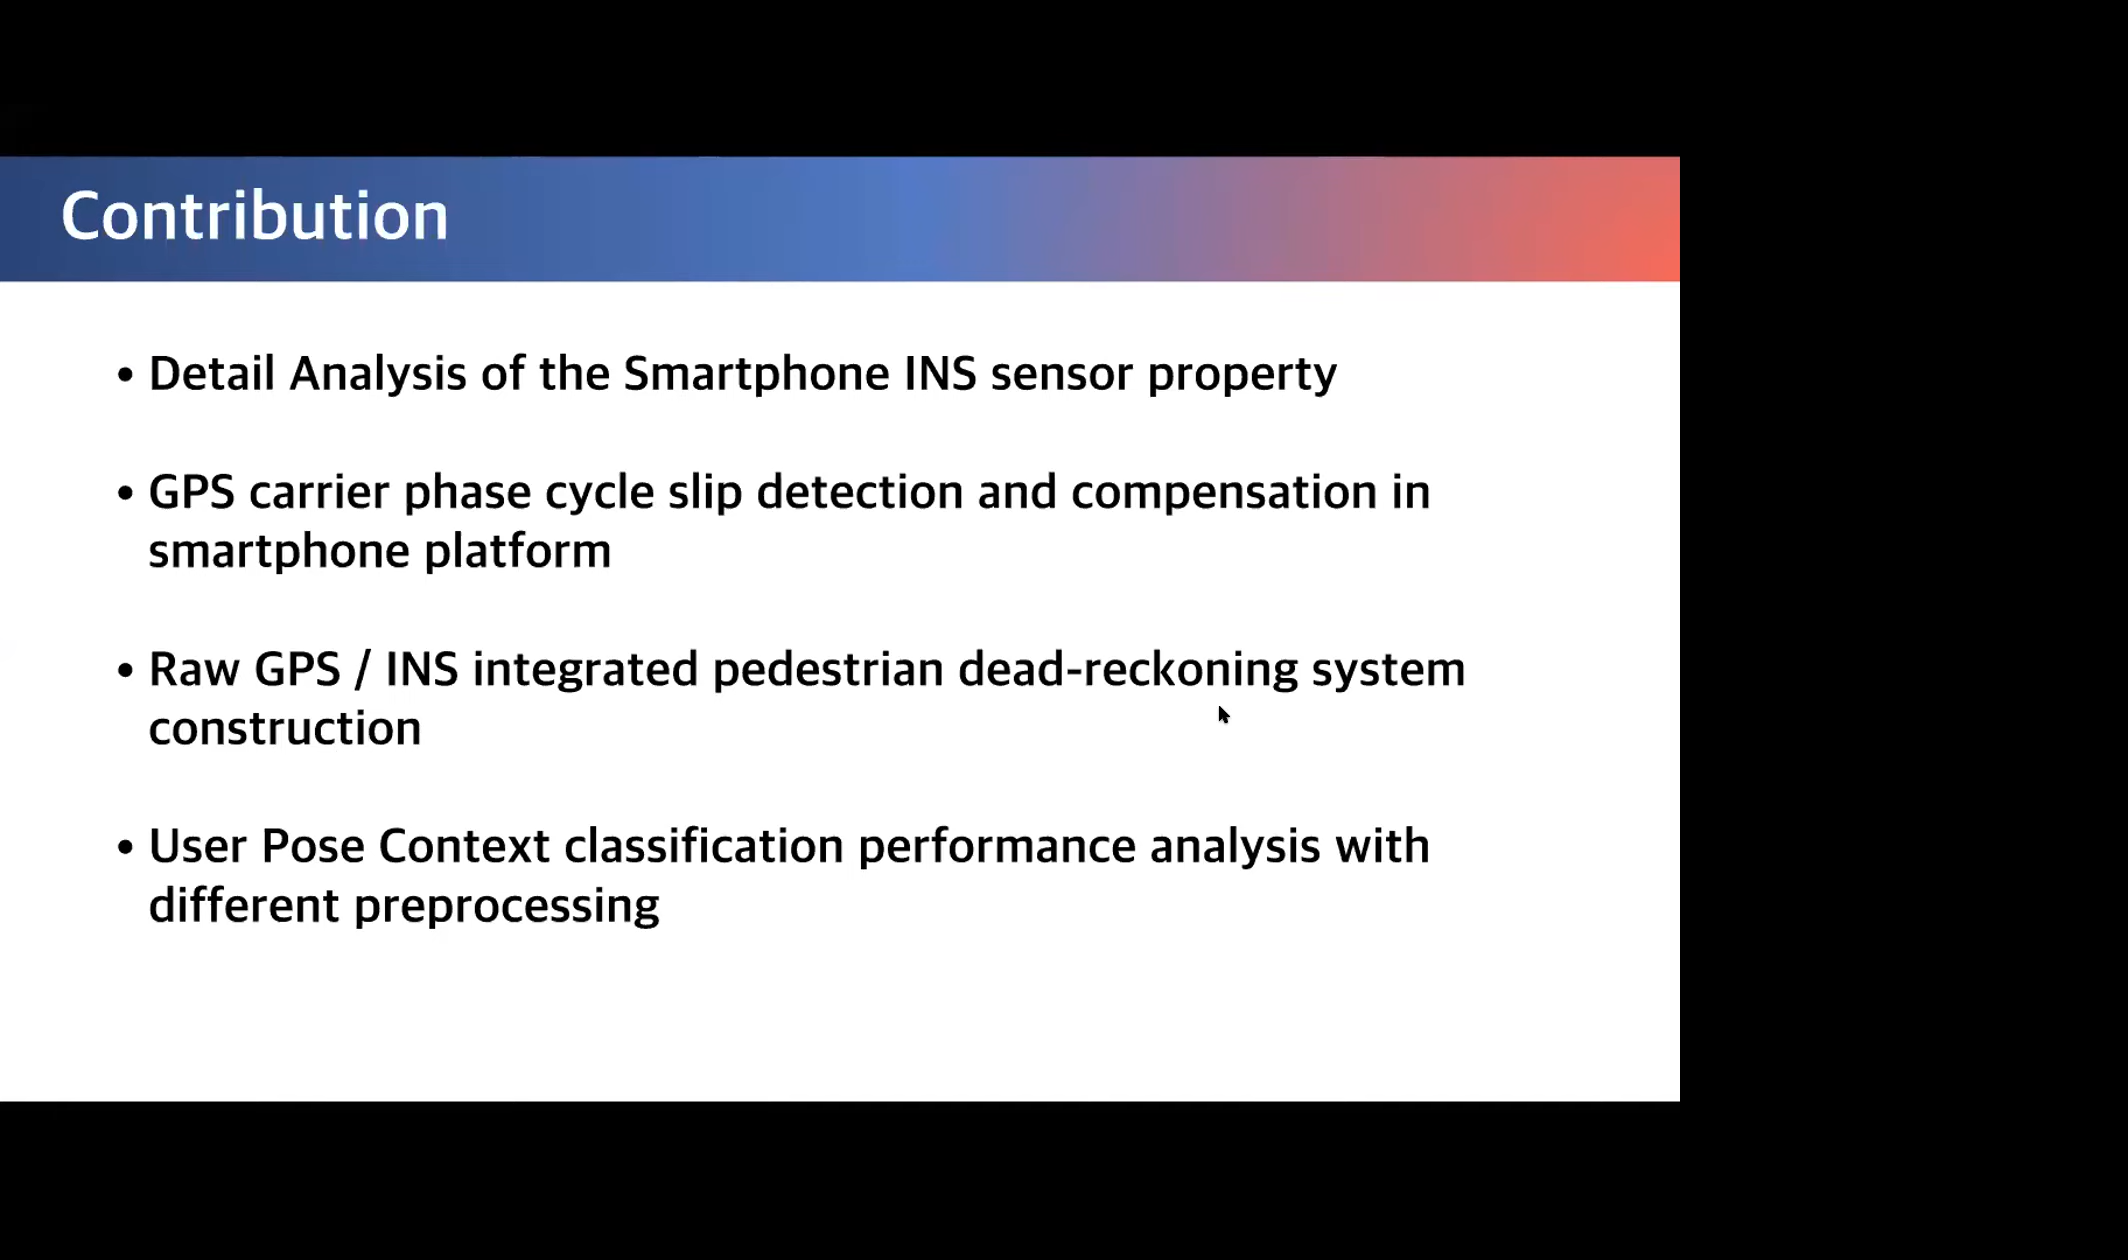 Contribution
• Detail Analysis of the Smartphone INS sensor property
• GPS carrier phase cycle slip detection and compensation in
smartphone platform
• Raw GPS / INS integrated pedestrian dead-reckoning system
construction
• User Pose Context classification performance analysis with
different preprocessing